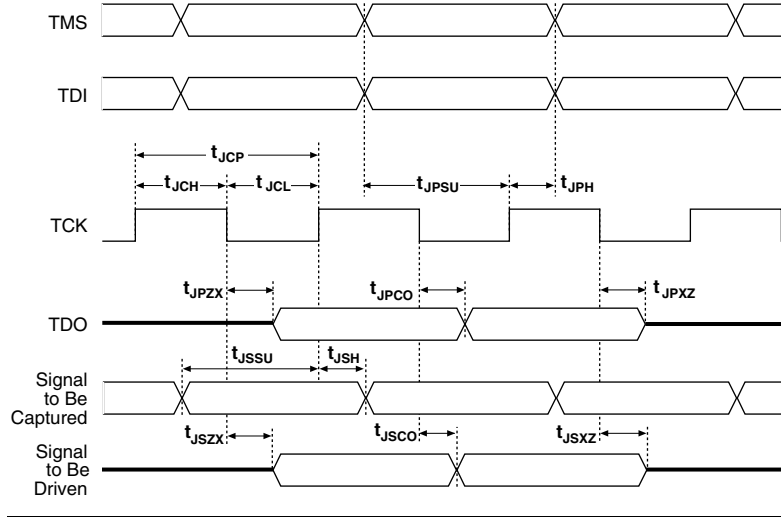 TMS
TDI
tJCP
tJCH tJCL tJPSU tJPH
TCK
tJPZX tJPCO tJPXZ
TDO
tJSSU tJSH
Signal
to Be
Captured
tJSZX tJSCO tJSXZ
Signal
to Be
Driven